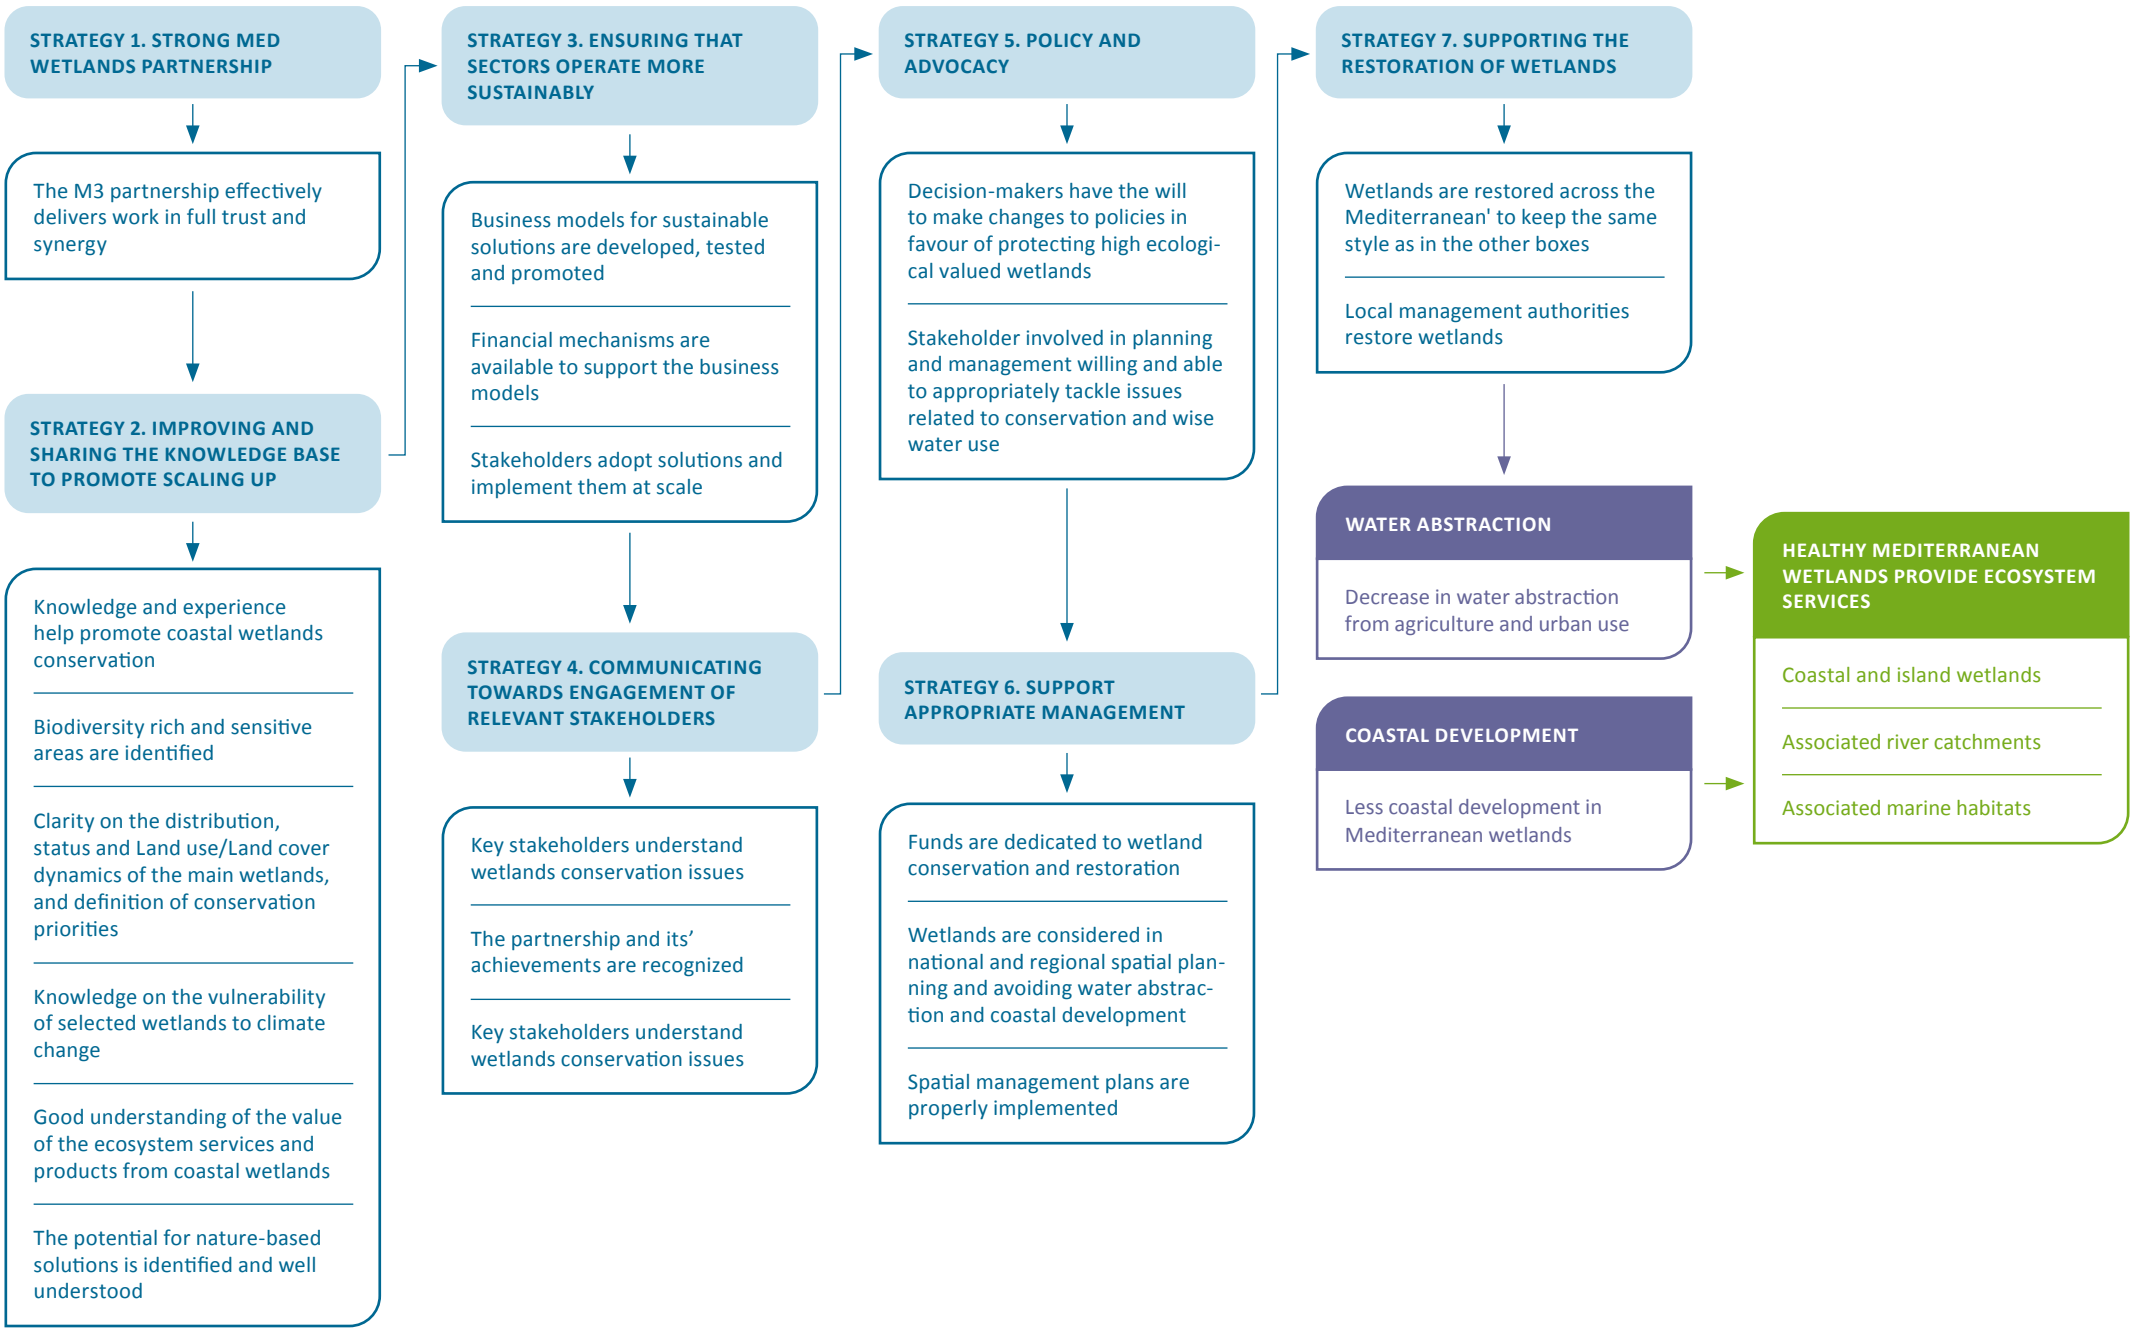 STRATEGY 1. STRONG MED
WETLANDS PARTNERSHIP
The M3 partnership effectively
delivers work in full trust and
synergy
STRATEGY 2. IMPROVING AND
SHARING THE KNOWLEDGE BASE
TO PROMOTE SCALING UP
Knowledge and experience
help promote coastal wetlands
conservation
Biodiversity rich and sensitive
areas are identified
Clarity on the distribution,
status and Land use/Land cover
dynamics of the main wetlands,
and definition of conservation
priorities
Knowledge on the vulnerability
of selected wetlands to climate
change
Good understanding of the value
of the ecosystem services and
products from coastal wetlands
The potential for nature-based
solutions is identified and well
understood
STRATEGY 3. ENSURING THAT
SECTORS OPERATE MORE
SUSTAINABLY
Business models for sustainable
solutions are developed, tested
and promoted
Financial mechanisms are
available to support the business
models
Stakeholders adopt solutions and
implement them at scale
STRATEGY 4. COMMUNICATING
TOWARDS ENGAGEMENT OF
RELEVANT STAKEHOLDERS
Key stakeholders understand
wetlands conservation issues
The partnership and its’
achievements are recognized
Key stakeholders understand
wetlands conservation issues
STRATEGY 5. POLICY AND
ADVOCACY
Decision-makers have the will
to make changes to policies in
favour of protecting high ecologi-
cal valued wetlands
Stakeholder involved in planning
and management willing and able
to appropriately tackle issues
related to conservation and wise
water use
STRATEGY 6. SUPPORT
APPROPRIATE MANAGEMENT
Funds are dedicated to wetland
conservation and restoration
Wetlands are considered in
national and regional spatial plan-
ning and avoiding water abstrac-
tion and coastal development
Spatial management plans are
properly implemented
STRATEGY 7. SUPPORTING THE
RESTORATION OF WETLANDS
Wetlands are restored across the
Mediterranean' to keep the same
style as in the other boxes
Local management authorities
restore wetlands
WATER ABSTRACTION
Decrease in water abstraction
from agriculture and urban use
COASTAL DEVELOPMENT
Less coastal development in
Mediterranean wetlands
HEALTHY MEDITERRANEAN
WETLANDS PROVIDE ECOSYSTEM
SERVICES
Coastal and island wetlands
Associated river catchments
Associated marine habitats